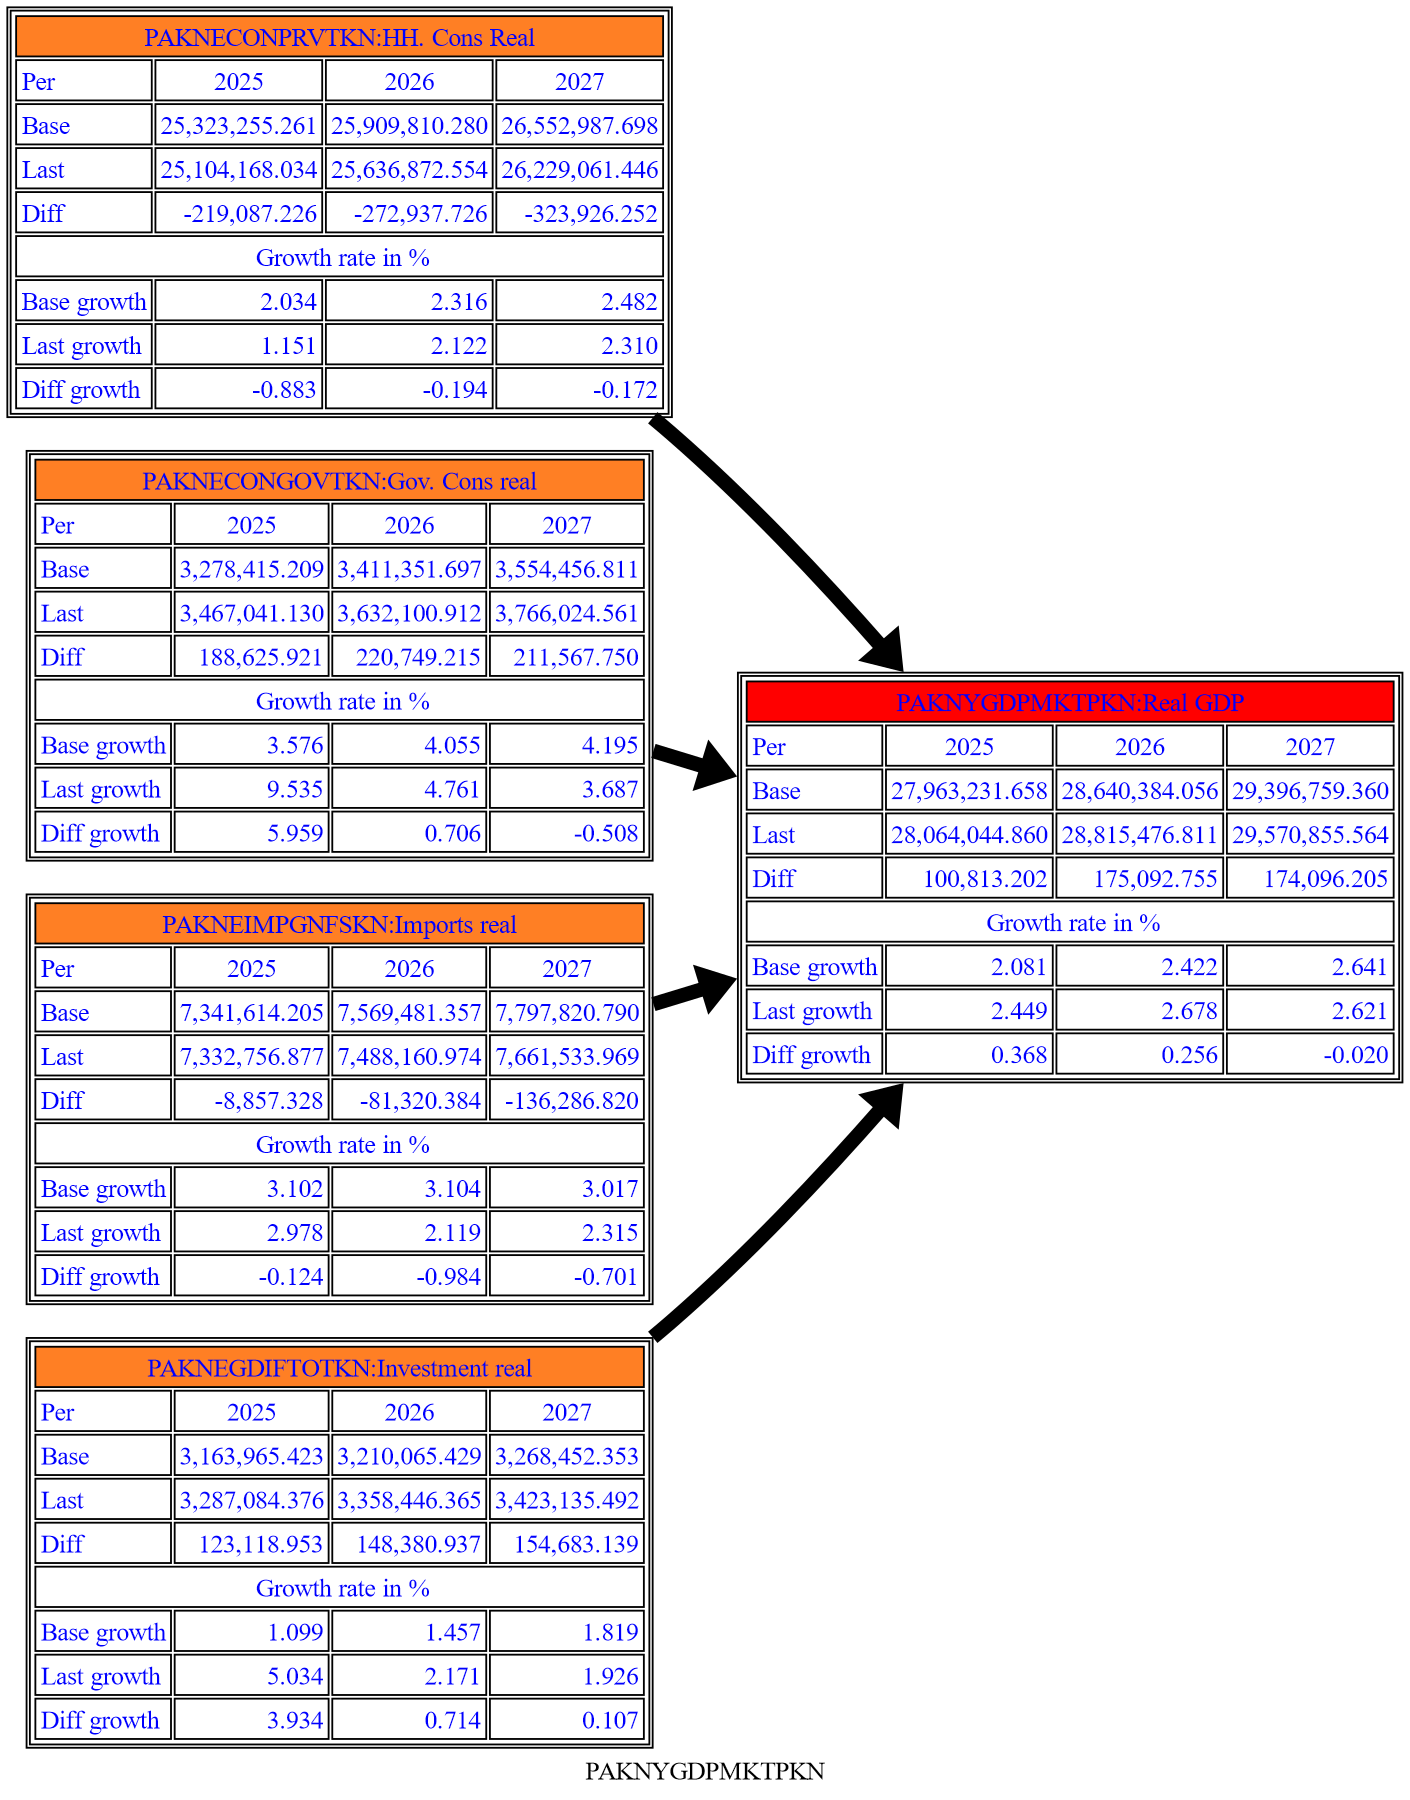 PAKNECONPRVTKN:HH. Cons Real
Per 2025 2026 2027
Base 25,323,255.261 25,909,810.280 26,552,987.698
Last 25,104,168.034 25,636,872.554 26,229,061.446
Diff -219,087.226 -272,937.726 -323,926.252
Growth rate in %
Base growth 2.034 2.316 2.482
Last growth 1.151 2.122 2.310
Diff growth -0.883 -0.194 -0.172
PAKNECONGOVTKN:Gov. Cons real
Per 2025 2026 2027
Base 3,278,415.209 3,411,351.697 3,554,456.811
Last 3,467,041.130 3,632,100.912 3,766,024.561
Diff 188,625.921 220,749.215 211,567.750
Growth rate in %
Base growth 3.576 4.055 4.195
Last growth 9.535 4.761 3.687
Diff growth 5.959 0.706 -0.508
PAKNEIMPGNFSKN:Imports real
Per 2025 2026 2027
Base 7,341,614.205 7,569,481.357 7,797,820.790
Last 7,332,756.877 7,488,160.974 7,661,533.969
Diff -8,857.328 -81,320.384 -136,286.820
Growth rate in %
Base growth 3.102 3.104 3.017
Last growth 2.978 2.119 2.315
Diff growth -0.124 -0.984 -0.701
PAKNEGDIFTOTKN:Investment real
Per 2025 2026 2027
Base 3,163,965.423 3,210,065.429 3,268,452.353
Last 3,287,084.376 3,358,446.365 3,423,135.492
Diff 123,118.953 148,380.937 154,683.139
Growth rate in %
Base growth 1.099 1.457 1.819
Last growth 5.034 2.171 1.926
Diff growth 3.934 0.714 0.107
PAKNYGDPMKTPKN:Real GDP
Per 2025 2026 2027
Base 27,963,231.658 28,640,384.056 29,396,759.360
Last 28,064,044.860 28,815,476.811 29,570,855.564
Diff 100,813.202 175,092.755 174,096.205
Growth rate in %
Base growth 2.081 2.422 2.641
Last growth 2.449 2.678 2.621
Diff growth 0.368 0.256 -0.020
PAKNYGDPMKTPKN